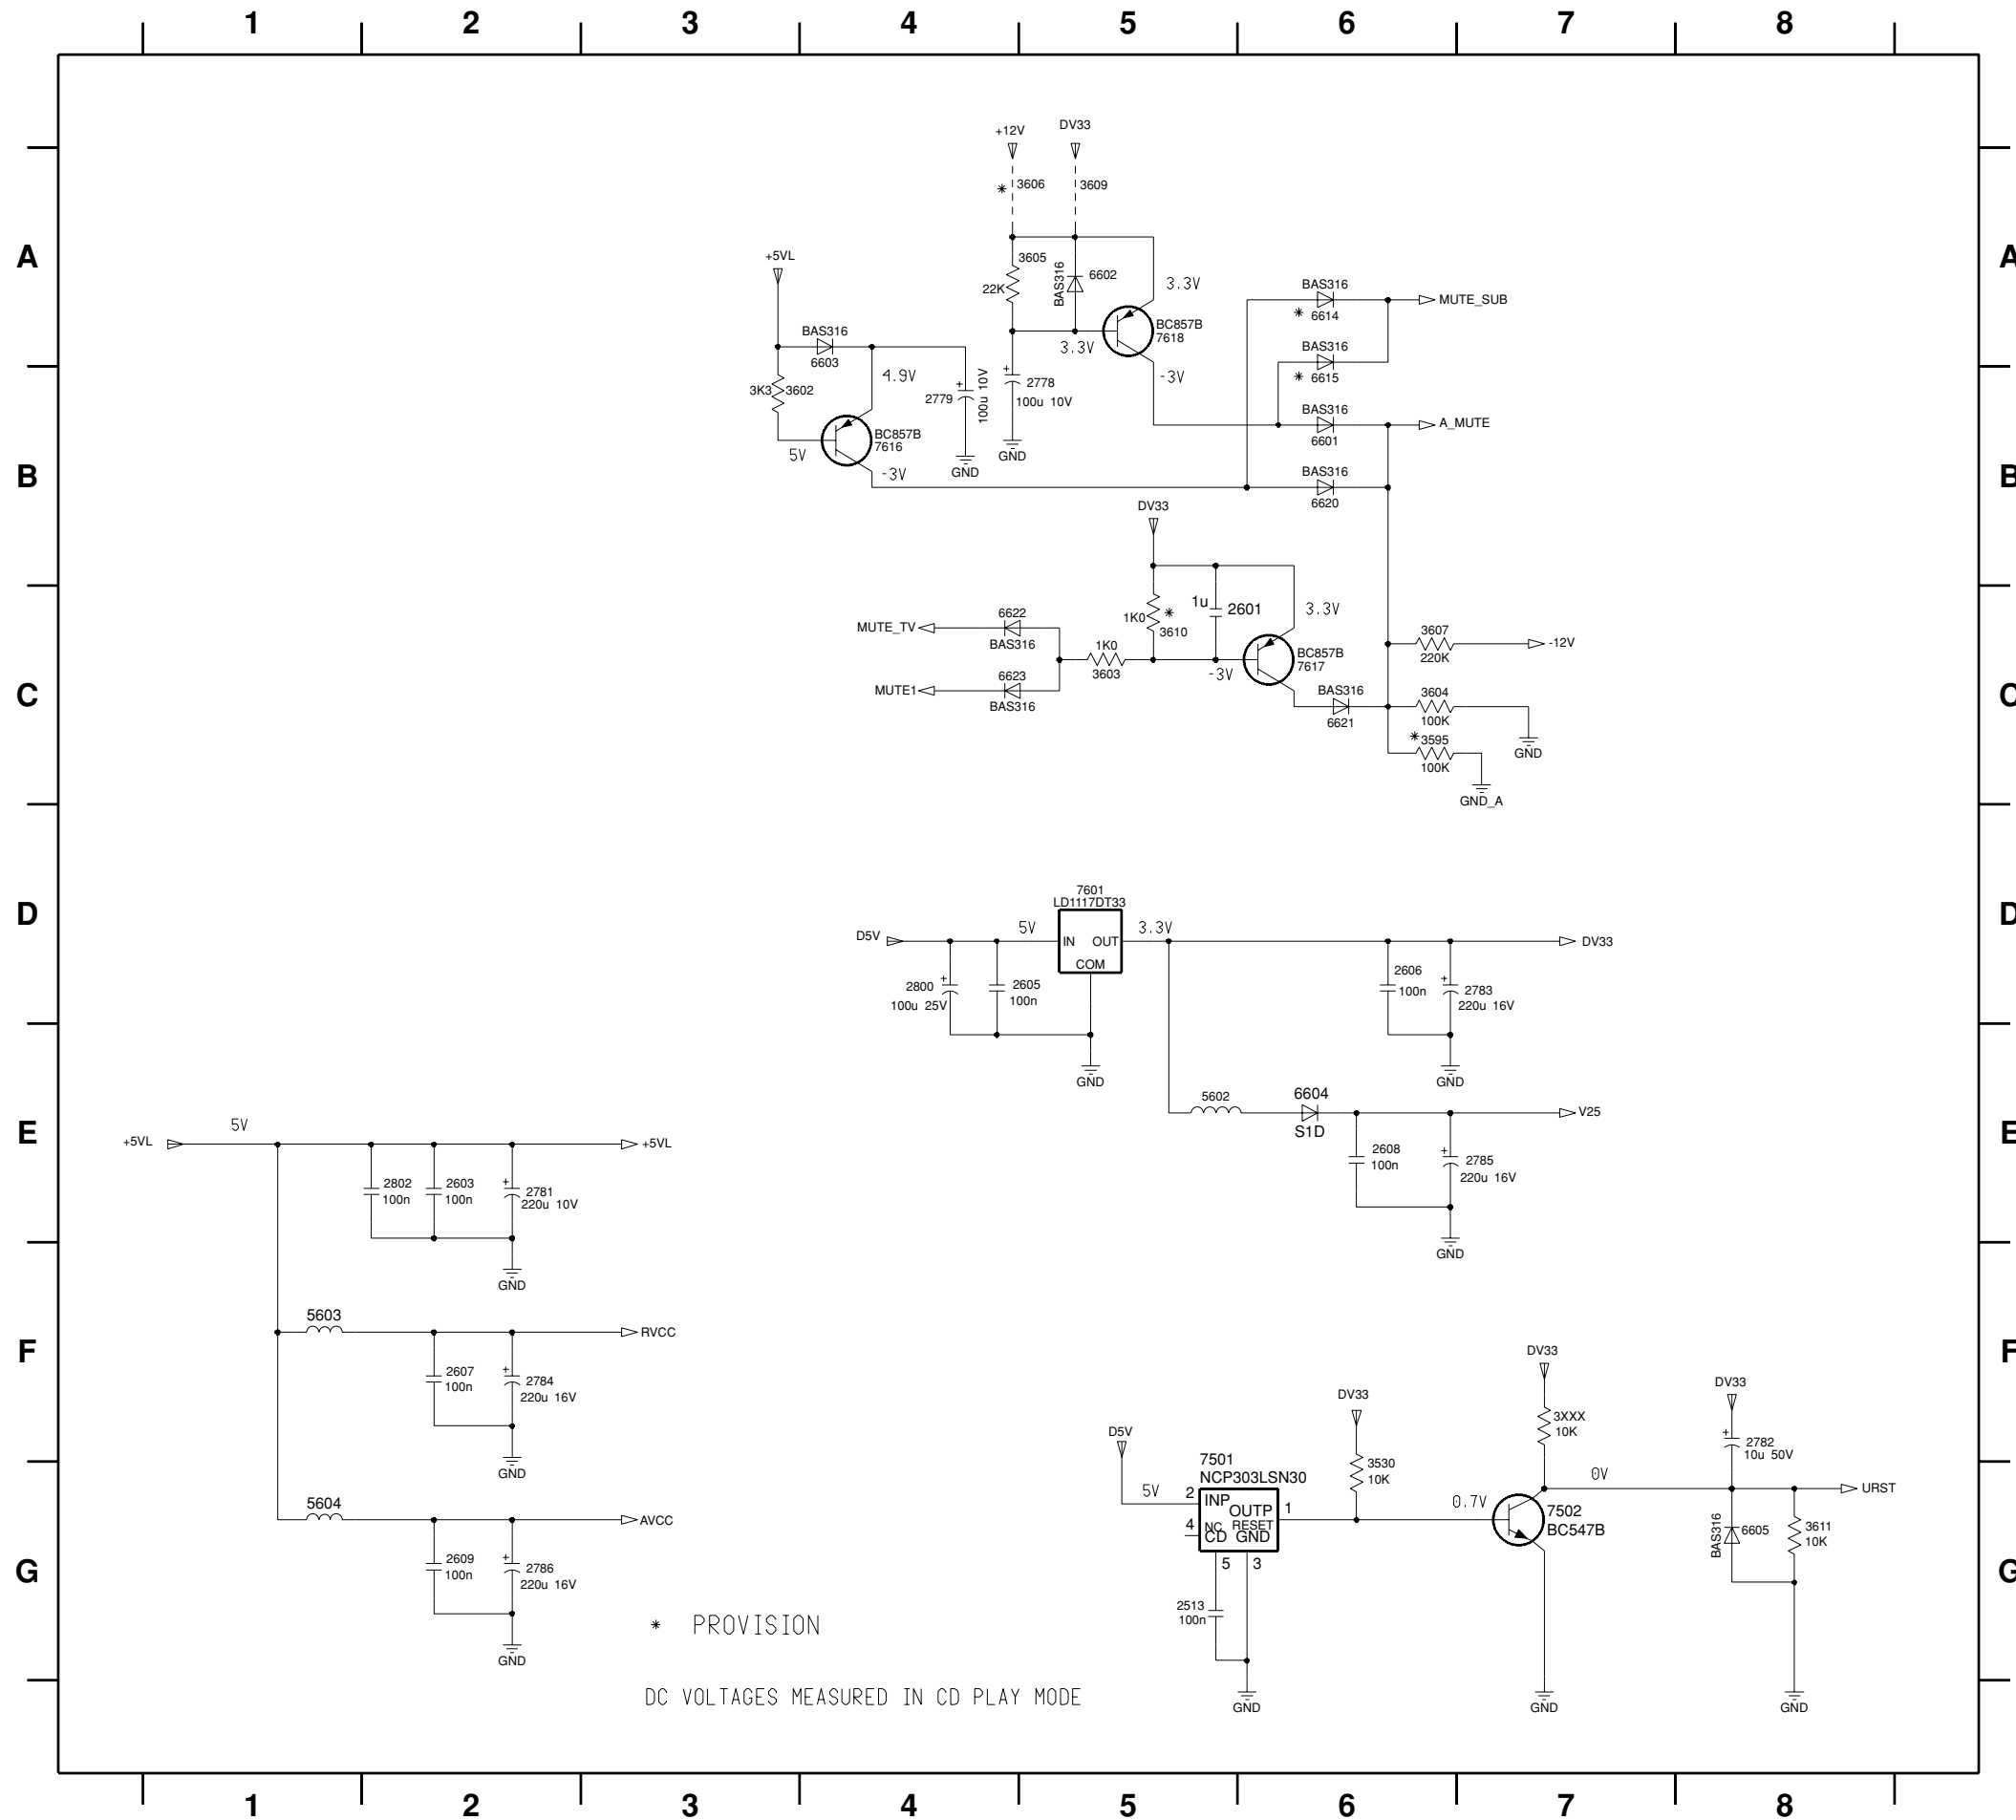 1 2 3 4 5 6 7 8
+12V DV33
* 3606 3609
A A
+5VL
3605
22K
BAS316 6602
3.3V
BC857B
7618
3.3V
-3V
BAS316
* 6614
MUTE_SUB
BAS316
* 6615
BAS316
6601
A_MUTE
BAS316
6620
BAS316
6603
3K3 3602
4.9V
2779 + 100u 10V
+ 2778
100u 10V
GND
GND
BC857B
7616
5V
-3V
B B
DV33
1K0 *
3610
1u 2601
3.3V
BC857B
7617
-3V
MUTE_TV
6622
BAS316
MUTE1
6623
BAS316
1K0
3603
BAS316
6621
3607
220K
-12V
3604
100K
GND
* 3595
100K
GND_A
C C
D D
7601
LD1117DT33
D5V
5V
IN OUT
COM
3.3V
DV33
+
2800
100u 25V
2605
100n
GND
2606
100n
+ 2783
220u 16V
GND
5602
6604
S1D
V25
2608
100n
+ 2785
220u 16V
GND
E E
+5VL
5V
+5VL
2802
100n
2603
100n
+ 2781
220u 10V
GND
F F
5603
RVCC
2607
100n
+ 2784
220u 16V
GND
5604
AVCC
2609
100n
+ 2786
220u 16V
GND
G G
D5V
5V
7501
NCP303LSN30
2 INP
OUTP 1
4 NC RESET
CD GND
5 3
2513
100n
GND
DV33
3530
10K
0.7V
DV33
3XXX
10K
0V
7502
BC547B
GND
DV33
+ 2782
10u 50V
URST
BAS316 6605
3611
10K
GND
* PROVISION
DC VOLTAGES MEASURED IN CD PLAY MODE
1 2 3 4 5 6 7 8